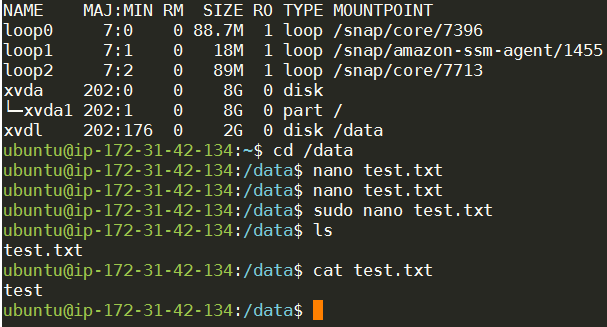 NAME    MAJ:MIN RM  SIZE RO TYPE MOUNTPOINT
loop0     7:0    0 88.7M  1 loop /snap/core/7396
loop1     7:1    0   18M  1 loop /snap/amazon-ssm-agent/1455
loop2     7:2    0   89M  1 loop /snap/core/7713
xvda    202:0    0    8G  0 disk
└─xvda1 202:1    0    8G  0 part /
xvdl    202:176  0    2G  0 disk /data
ubuntu@ip-172-31-42-134:~$ cd /data
ubuntu@ip-172-31-42-134:/data$ nano test.txt
ubuntu@ip-172-31-42-134:/data$ nano test.txt
ubuntu@ip-172-31-42-134:/data$ sudo nano test.txt
ubuntu@ip-172-31-42-134:/data$ ls
test.txt
ubuntu@ip-172-31-42-134:/data$ cat test.txt
test
ubuntu@ip-172-31-42-134:/data$